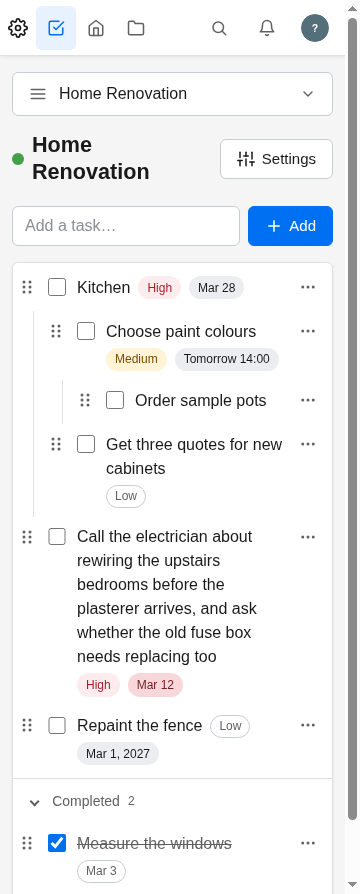 ?
Home Renovation
Home
Renovation
Settings
Add a task…
Add
Kitchen High Mar 28
Choose paint colours
Medium Tomorrow 14:00
Order sample pots
Get three quotes for new
cabinets
Low
Call the electrician about
rewiring the upstairs
bedrooms before the
plasterer arrives, and ask
whether the old fuse box
needs replacing too
High Mar 12
Repaint the fence Low
Mar 1, 2027
Completed 2
Measure the windows
Mar 3